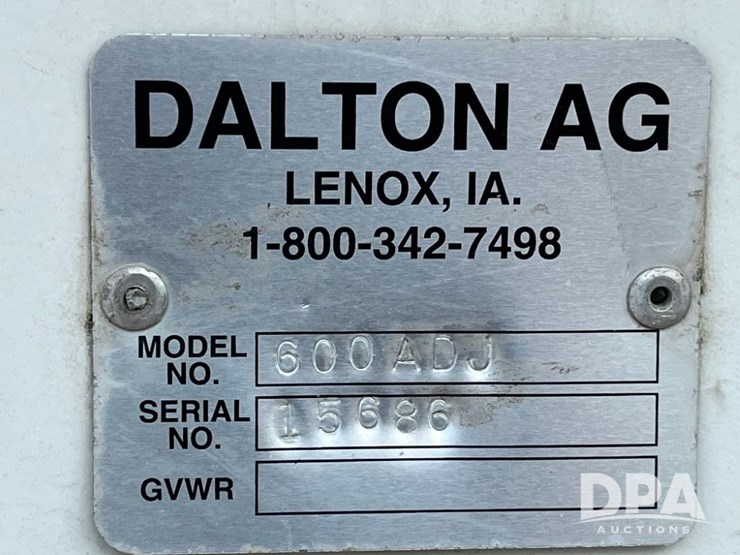 DALTON AG
LENOX, IA.
1-800-342-7498
MODEL NO. 600ADJ
SERIAL NO. 15686
GVWR
DPA
AUCTIONS